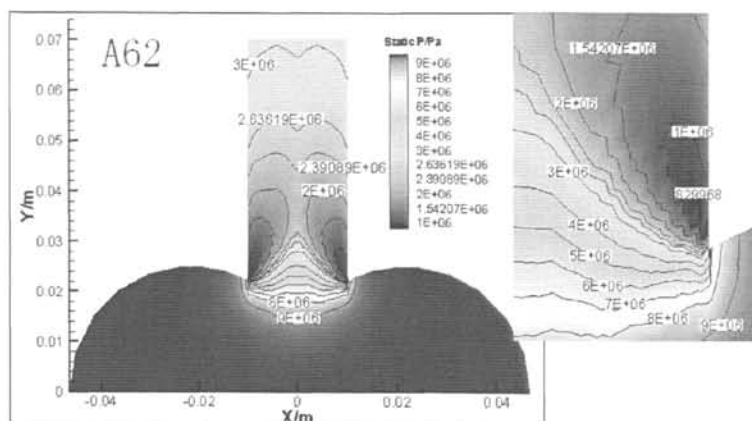 A62
Static P/Pa
9E+06
8E+06
7E+06
6E+06
5E+06
4E+06
3E+06
2.63619E+06
2.39089E+06
2E+06
1.54207E+06
1E+06
3E+06
2.63619E+06
2.39089E+06
2E+06
8E+06
9E+06
0.07
0.06
0.05
0.04
0.03
0.02
0.01
0
Y/m
-0.04
-0.02
0
0.02
0.04
X/m
1.54207E+06
2E+06
1E+06
3E+06
829968
4E+06
5E+06
6E+06
7E+06
8E+06
9E+06